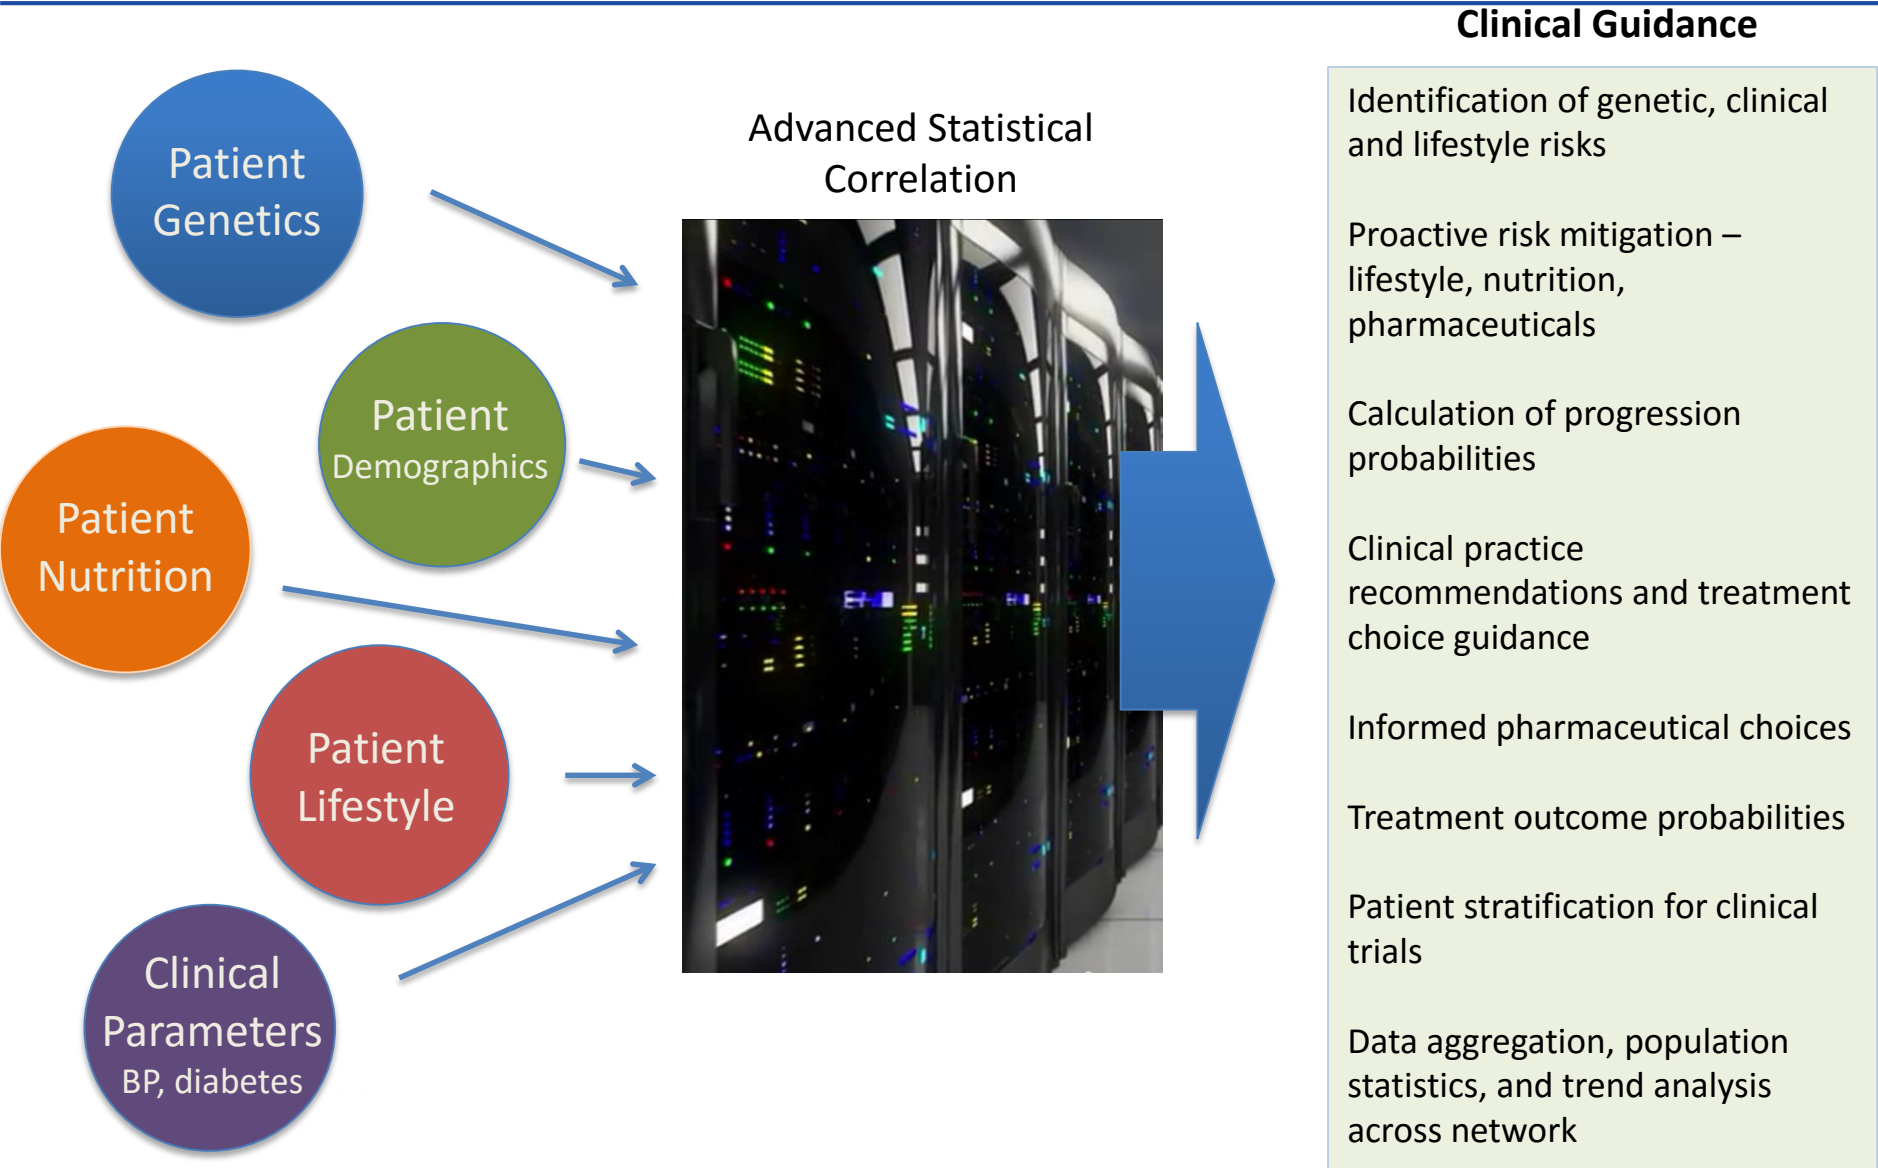 Clinical Guidance
Patient
Genetics
Patient
Demographics
Patient
Nutrition
Patient
Lifestyle
Clinical
Parameters
BP, diabetes
Advanced Statistical
Correlation
Identification of genetic, clinical
and lifestyle risks
Proactive risk mitigation –
lifestyle, nutrition,
pharmaceuticals
Calculation of progression
probabilities
Clinical practice
recommendations and treatment
choice guidance
Informed pharmaceutical choices
Treatment outcome probabilities
Patient stratification for clinical
trials
Data aggregation, population
statistics, and trend analysis
across network